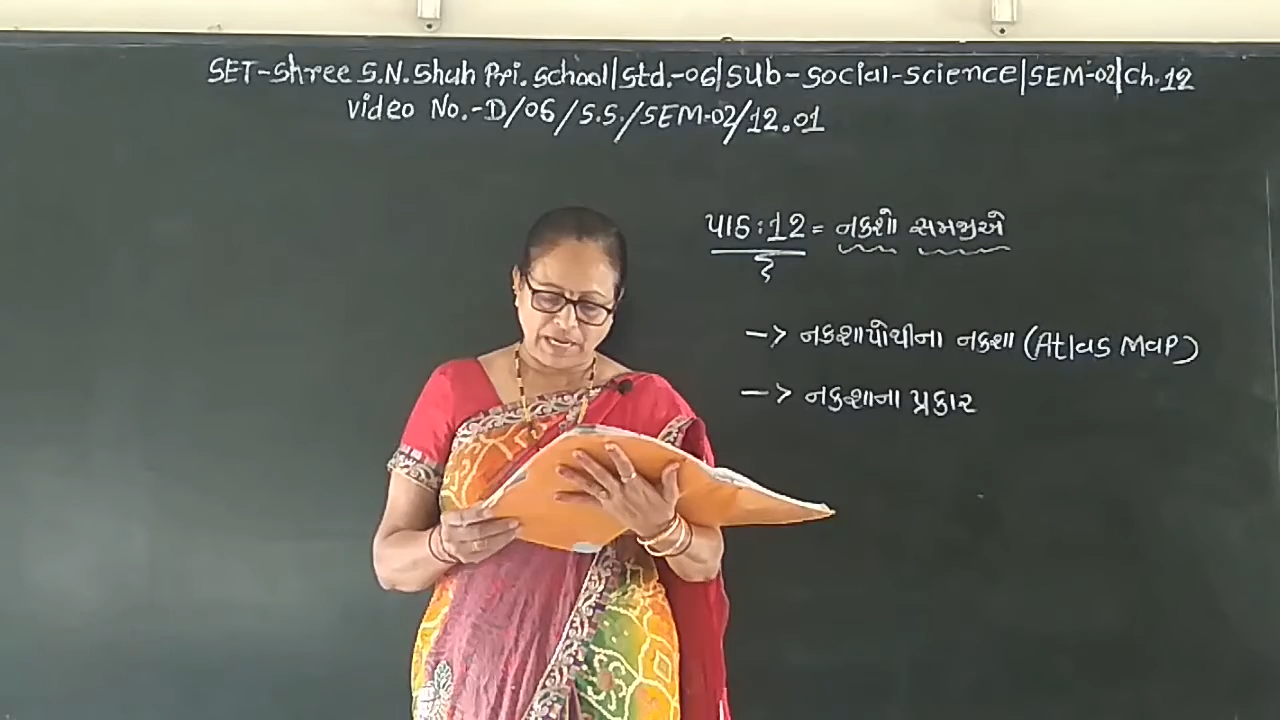 SET-Shree S.N.Shah Pri. School|Std.-06|Sub-Social-Science|SEM-02|Ch.12
Video No.-D/06/S.S./SEM-02/12.01
પાઠ:12 = નકશો સમજીએ
-> નકશાપોથીના નકશા (Atlas Map)
-> નકશાના પ્રકાર